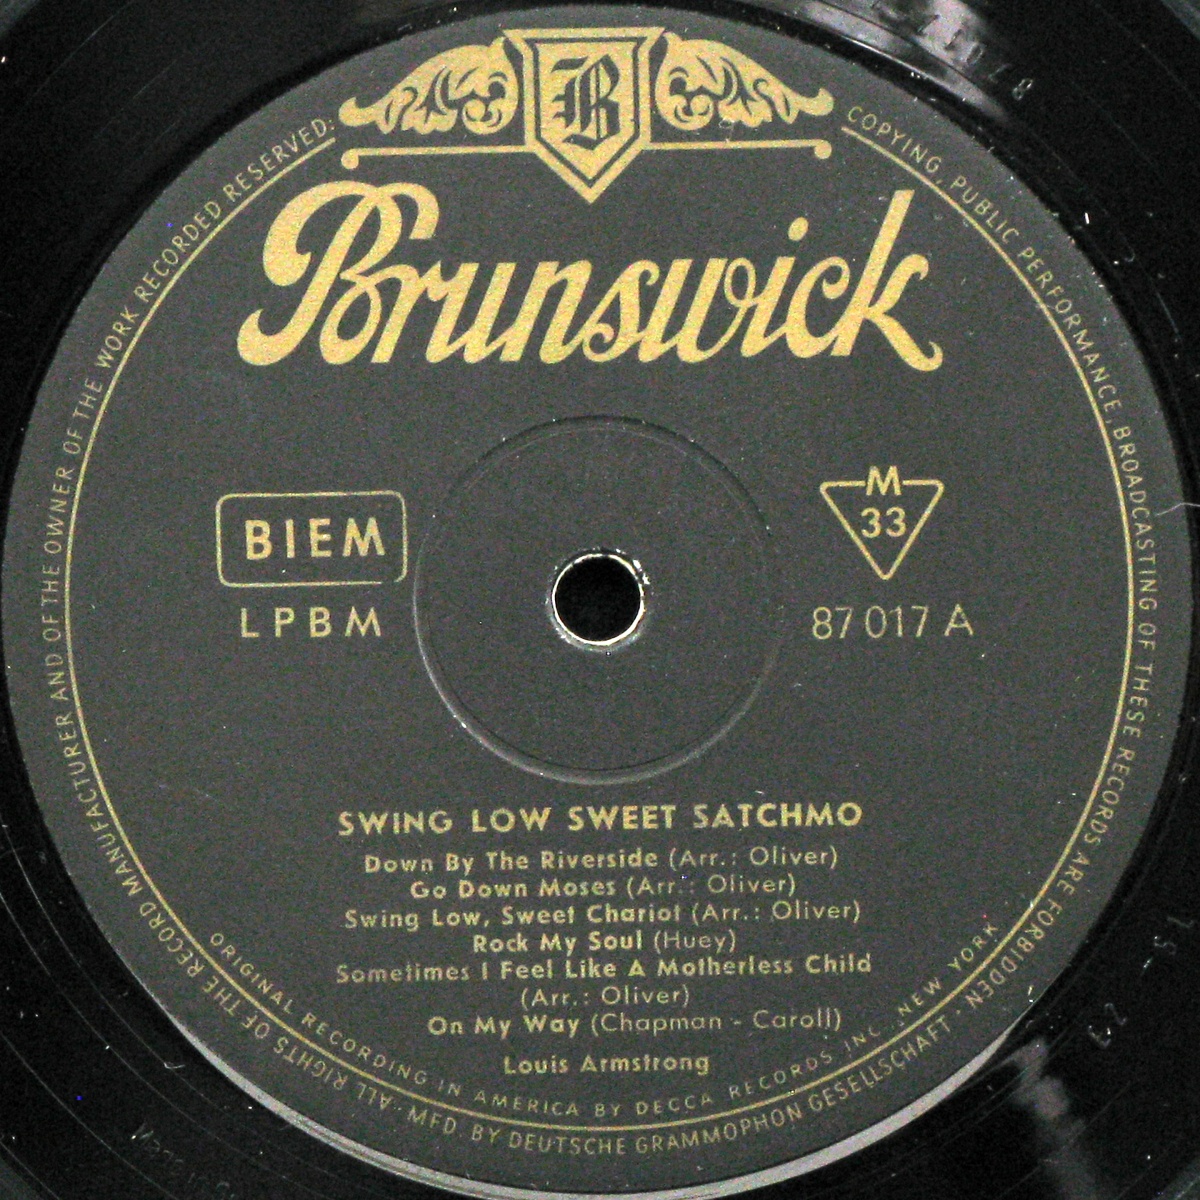 B
Brunswick
BIEM
LPBM
M
33
87 017 A
SWING LOW SWEET SATCHMO
Down By The Riverside (Arr.: Oliver)
Go Down Moses (Arr.: Oliver)
Swing Low, Sweet Chariot (Arr.: Oliver)
Rock My Soul (Huey)
Sometimes I Feel Like A Motherless Child
(Arr.: Oliver)
On My Way (Chapman - Caroll)
Louis Armstrong
ORIGINAL RECORDING IN AMERICA BY DECCA RECORDS INC., NEW YORK
MFD. BY DEUTSCHE GRAMMOPHON GESELLSCHAFT · ALL RIGHTS OF THE RECORD MANUFACTURER AND OF THE OWNER OF THE WORK RECORDED RESERVED:
COPYING, PUBLIC PERFORMANCE, BROADCASTING OF THESE RECORDS ARE FORBIDDEN ·